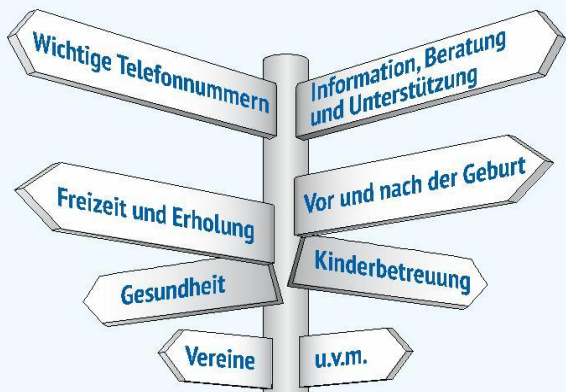 Wichtige Telefonnummern
Information, Beratung
und Unterstützung
Freizeit und Erholung
Vor und nach der Geburt
Gesundheit
Kinderbetreuung
Vereine
u.v.m.